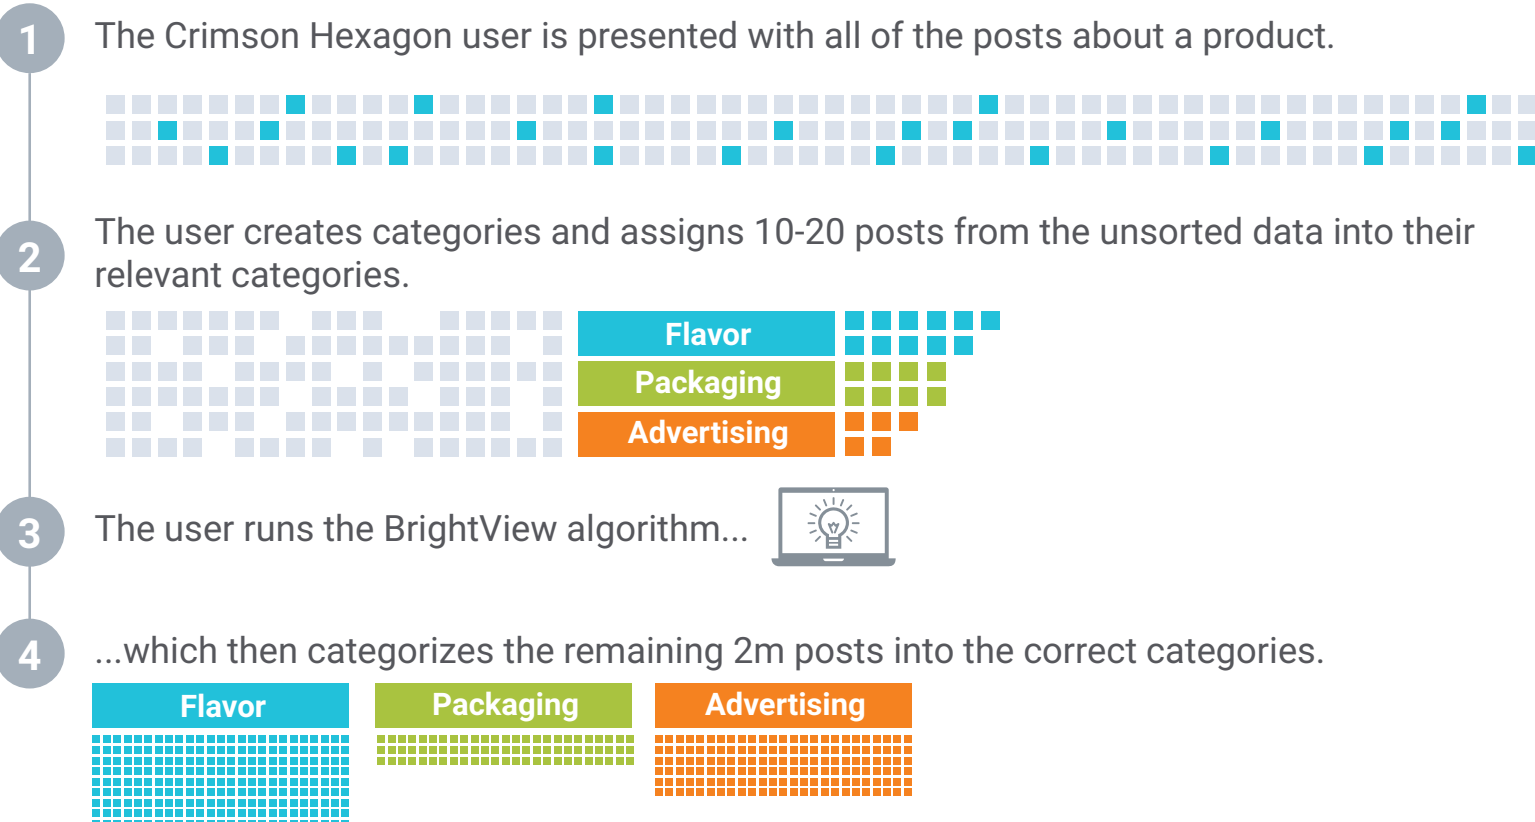 1
The Crimson Hexagon user is presented with all of the posts about a product.
2
The user creates categories and assigns 10-20 posts from the unsorted data into their
relevant categories.
Flavor
Packaging
Advertising
3
The user runs the BrightView algorithm...
4
...which then categorizes the remaining 2m posts into the correct categories.
Flavor
Packaging
Advertising